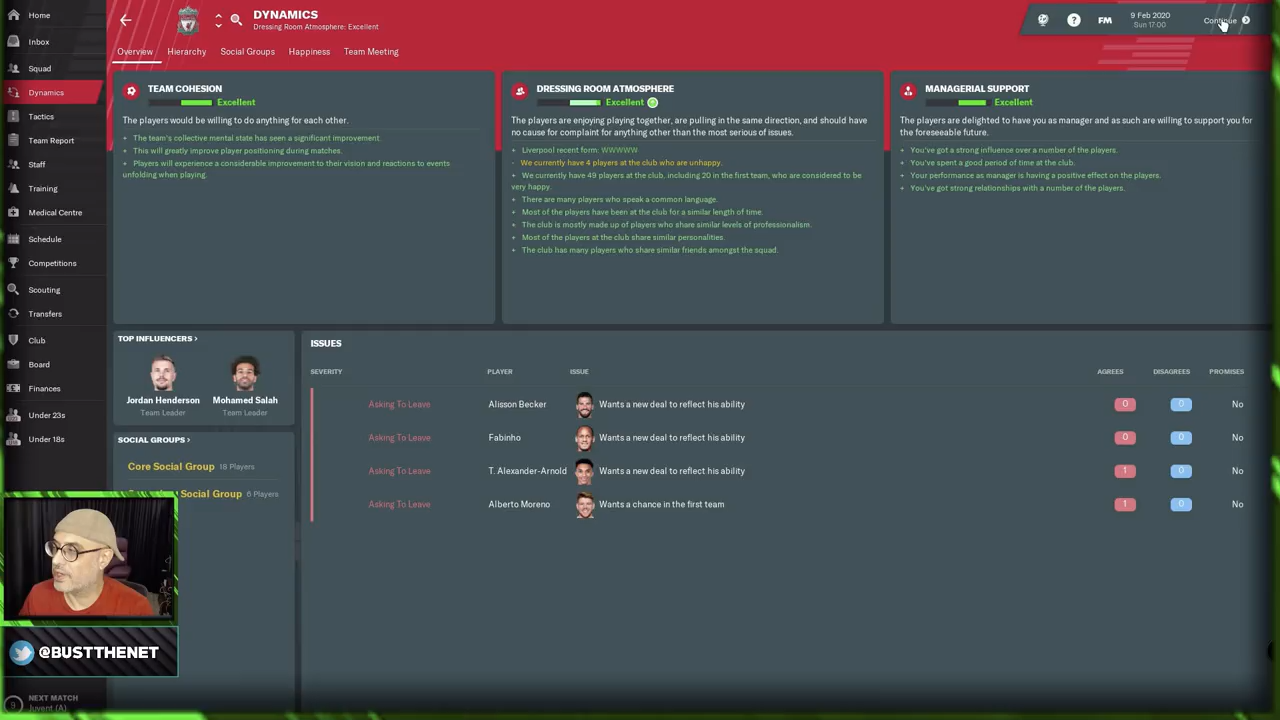 Home
Inbox
Squad
Dynamics
Tactics
Team Report
Staff
Training
Medical Centre
Schedule
Competitions
Scouting
Transfers
Club
Board
Finances
Under 23s
Under 18s
9
NEXT MATCH
Juvent (A)
DYNAMICS
Dressing Room Atmosphere: Excellent
?
FM
9 Feb 2020
Sun 17:00
Continue
Overview
Hierarchy
Social Groups
Happiness
Team Meeting
TEAM COHESION
Excellent
The players would be willing to do anything for each other.
+ The team's collective mental state has seen a significant improvement.
+ This will greatly improve player positioning during matches.
+ Players will experience a considerable improvement to their vision and reactions to events
unfolding when playing.
DRESSING ROOM ATMOSPHERE
Excellent
The players are enjoying playing together, are pulling in the same direction, and should have
no cause for complaint for anything other than the most serious of issues.
+ Liverpool recent form: WWWWW
- We currently have 4 players at the club who are unhappy.
+ We currently have 49 players at the club, including 20 in the first team, who are considered to be
very happy.
+ There are many players who speak a common language.
+ Most of the players have been at the club for a similar length of time.
+ The club is mostly made up of players who share similar levels of professionalism.
+ Most of the players at the club share similar personalities.
+ The club has many players who share similar friends amongst the squad.
MANAGERIAL SUPPORT
Excellent
The players are delighted to have you as manager and as such are willing to support you for
the foreseeable future.
+ You've got a strong influence over a number of the players.
+ You've spent a good period of time at the club.
+ Your performance as manager is having a positive effect on the players.
+ You've got strong relationships with a number of the players.
TOP INFLUENCERS >
Jordan Henderson
Team Leader
Mohamed Salah
Team Leader
SOCIAL GROUPS >
Core Social Group 18 Players
Social Group 6 Players
ISSUES
SEVERITY PLAYER ISSUE AGREES DISAGREES PROMISES
Asking To Leave Alisson Becker Wants a new deal to reflect his ability 0 0 No
Asking To Leave Fabinho Wants a new deal to reflect his ability 0 0 No
Asking To Leave T. Alexander-Arnold Wants a new deal to reflect his ability 1 0 No
Asking To Leave Alberto Moreno Wants a chance in the first team 1 0 No
@BUSTTHENET